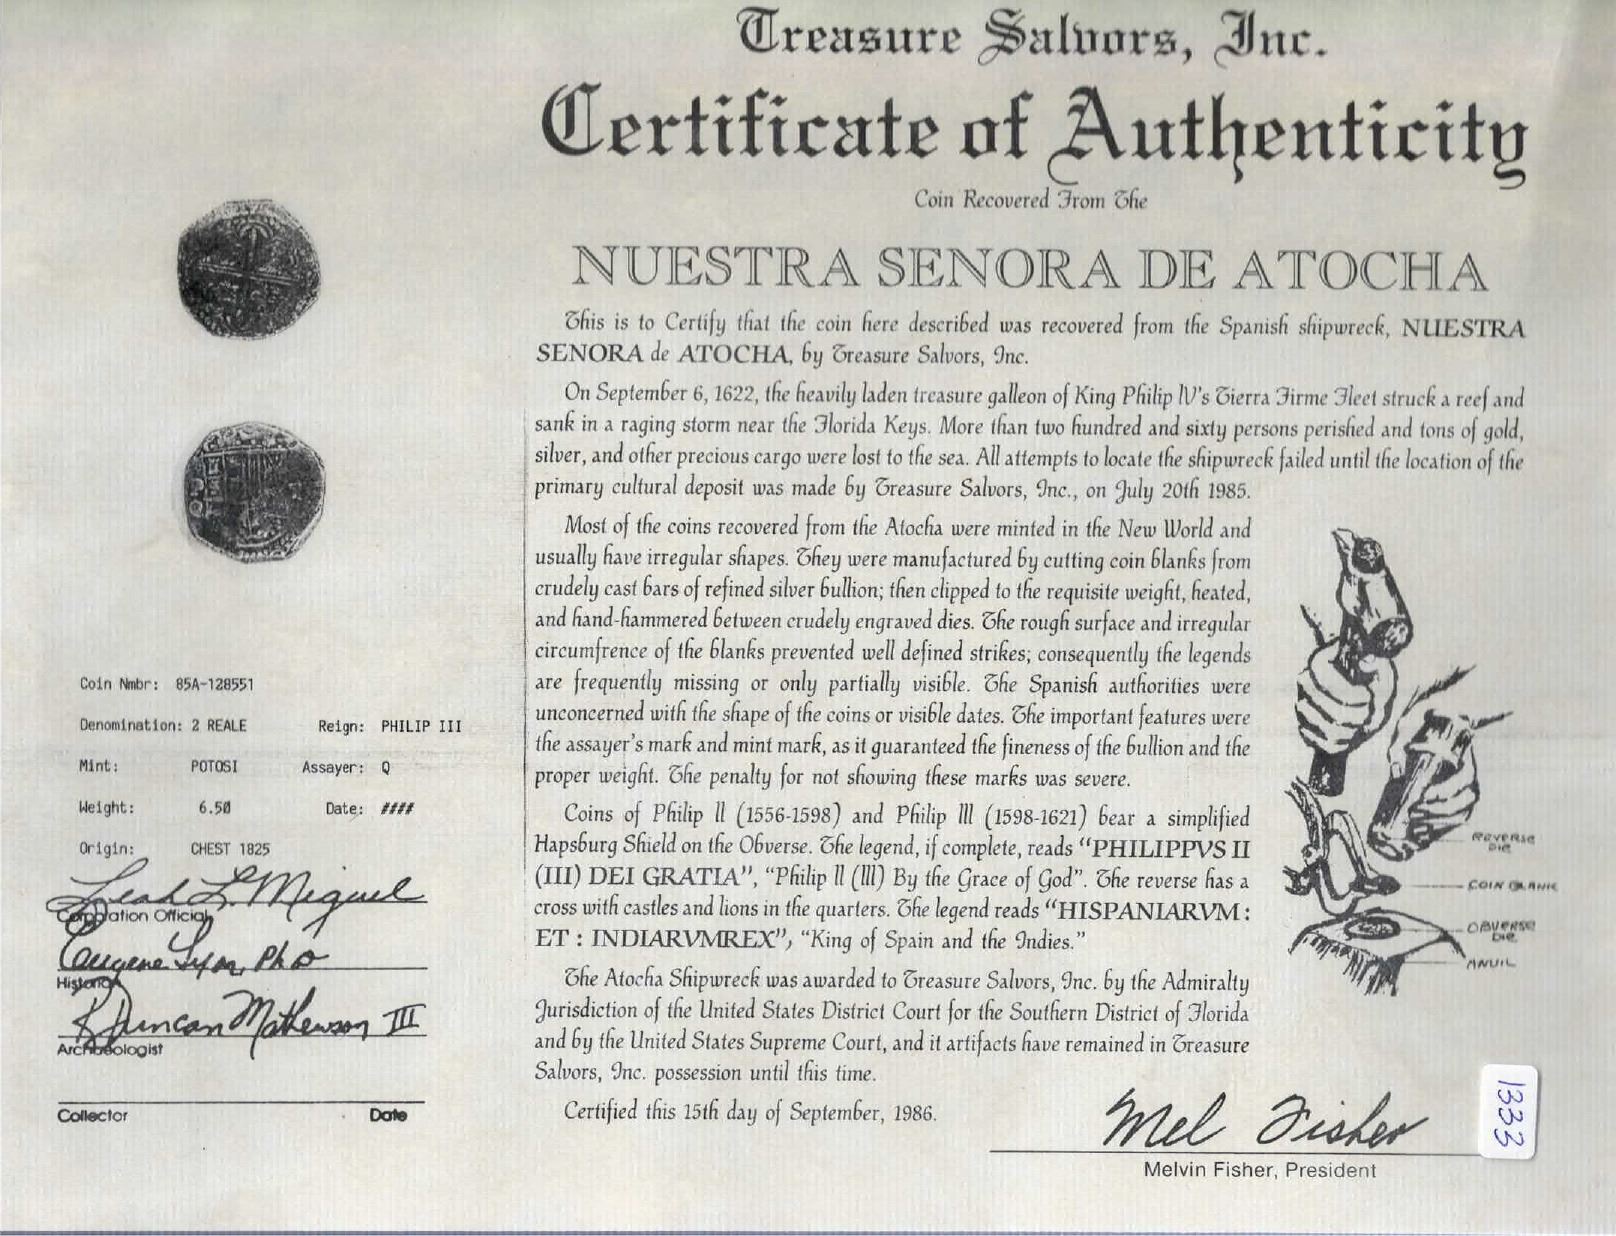 Treasure Salvors, Inc.
Certificate of Authenticity
Coin Recovered From The
NUESTRA SENORA DE ATOCHA
This is to Certify that the coin here described was recovered from the Spanish shipwreck, NUESTRA
SENORA de ATOCHA, by Treasure Salvors, Inc.
On September 6, 1622, the heavily laden treasure galleon of King Philip IV's Tierra Firme Fleet struck a reef and
sank in a raging storm near the Florida Keys. More than two hundred and sixty persons perished and tons of gold,
silver, and other precious cargo were lost to the sea. All attempts to locate the shipwreck failed until the location of the
primary cultural deposit was made by Treasure Salvors, Inc., on July 20th 1985.
Most of the coins recovered from the Atocha were minted in the New World and
usually have irregular shapes. They were manufactured by cutting coin blanks from
crudely cast bars of refined silver bullion; then clipped to the requisite weight, heated,
and hand-hammered between crudely engraved dies. The rough surface and irregular
circumfrence of the blanks prevented well defined strikes; consequently the legends
are frequently missing or only partially visible. The Spanish authorities were
unconcerned with the shape of the coins or visible dates. The important features were
the assayer's mark and mint mark, as it guaranteed the fineness of the bullion and the
proper weight. The penalty for not showing these marks was severe.
Coins of Philip II (1556-1598) and Philip III (1598-1621) bear a simplified
Hapsburg Shield on the Obverse. The legend, if complete, reads "PHILIPPVS II
(III) DEI GRATIA", "Philip II (III) By the Grace of God". The reverse has a
cross with castles and lions in the quarters. The legend reads "HISPANIARVM :
ET : INDIARVMREX", "King of Spain and the Indies."
The Atocha Shipwreck was awarded to Treasure Salvors, Inc. by the Admiralty
Jurisdiction of the United States District Court for the Southern District of Florida
and by the United States Supreme Court, and it artifacts have remained in Treasure
Salvors, Inc. possession until this time.
Certified this 15th day of September, 1986.
Mel Fisher
Melvin Fisher, President
1333
REVERSE
DIE
COIN BLANK
OBVERSE
DIE
ANVIL
Coin Nmbr: 85A-128551
Denomination: 2 REALE Reign: PHILIP III
Mint: POTOSI Assayer: Q
Weight: 6.50 Date: ####
Origin: CHEST 1825
Leah L. Miguel
Corporation Official
Eugene Lyon, PhD
Historian
R Duncan Mathewson III
Archaeologist
Collector Date